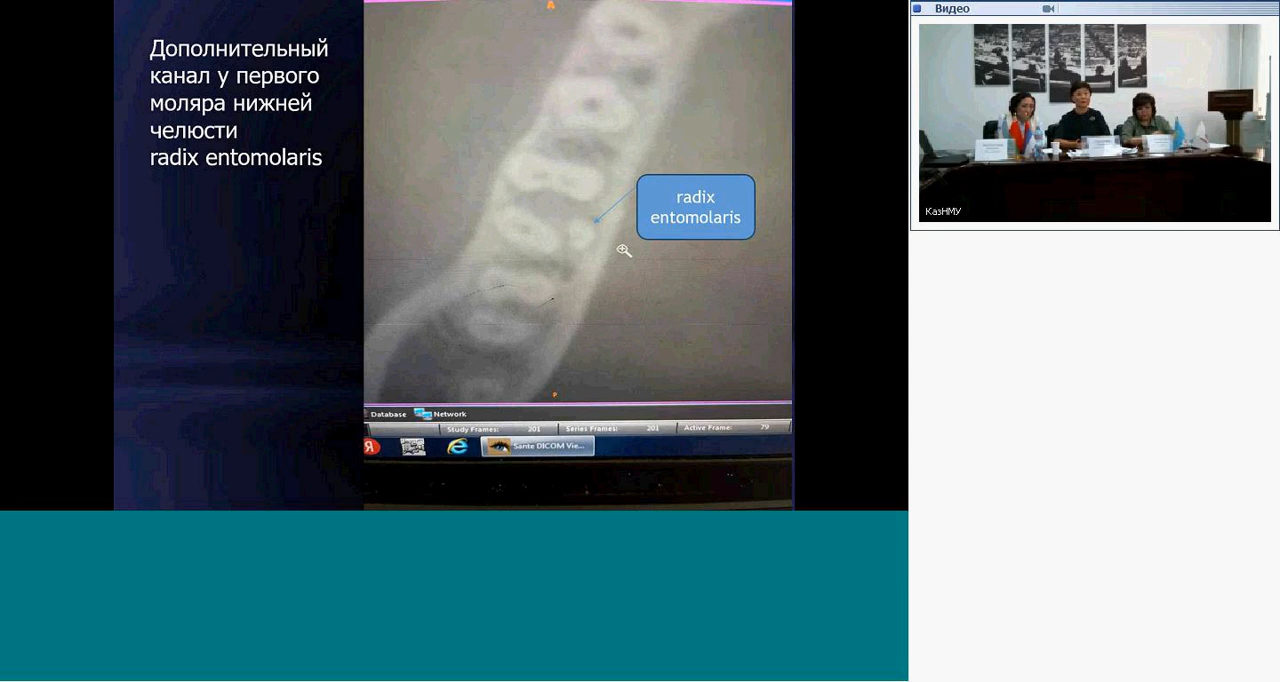 Дополнительный
канал у первого
моляра нижней
челюсти
radix entomolaris
A
radix
entomolaris
P
Database
Network
Study Frames: 201
Series Frames: 201
Active Frame: 79
Я
Sante DICOM Vie...
Видео
КазНМУ